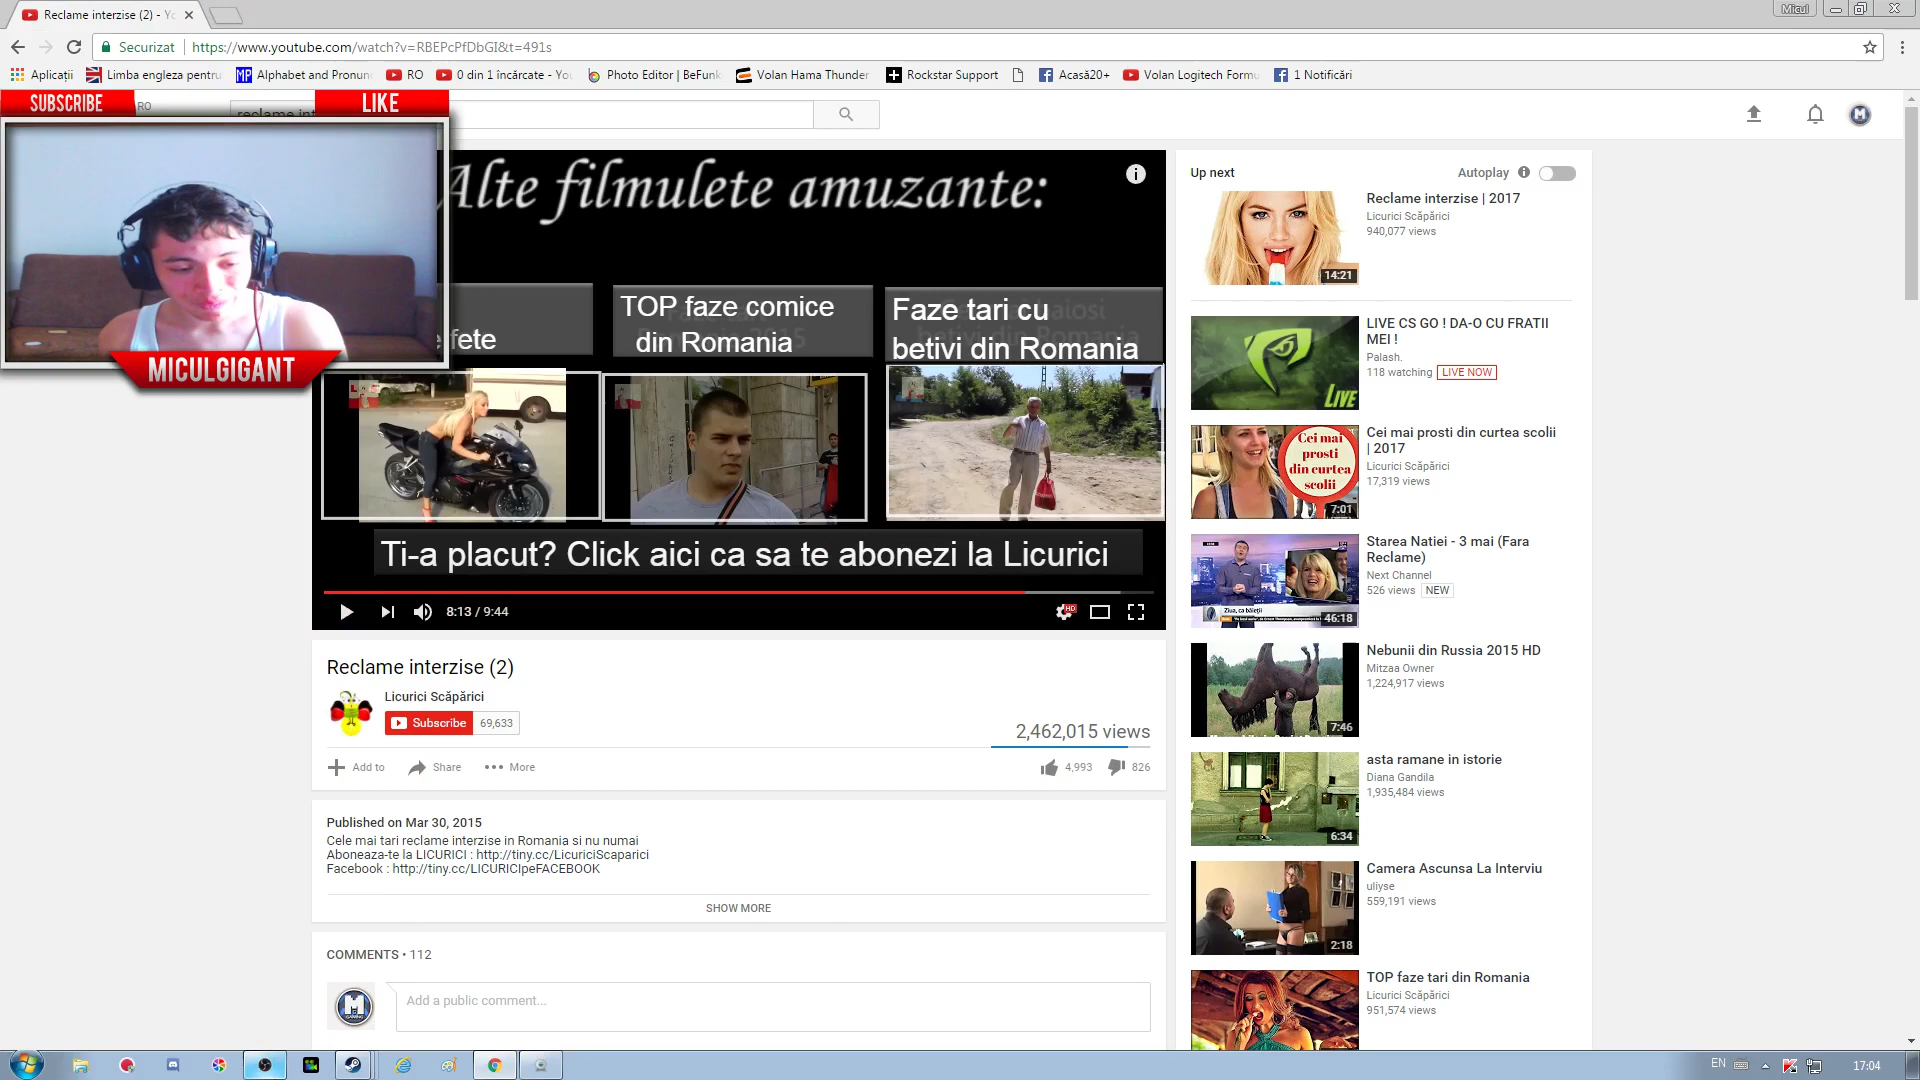 Reclame interzise (2) - Yo
Micul
Securizat
https://www.youtube.com/watch?v=RBEPcPfDbGI&t=491s
Aplicații
Limba engleza pentru
MP
Alphabet and Pronun
RO
0 din 1 încărcate - You
Photo Editor | BeFunk
Volan Hama Thunder
Rockstar Support
Acasă20+
Volan Logitech Formu
1 Notificări
SUBSCRIBE
LIKE
RO
reclame int
MICULGIGANT
Alte filmulete amuzante:
fete
TOP faze comice
din Romania
Faze tari cu
betivi din Romania
Ti-a placut? Click aici ca sa te abonezi la Licurici
8:13 / 9:44
HD
Reclame interzise (2)
Licurici Scăpărici
Subscribe
69,633
2,462,015 views
Add to
Share
More
4,993
826
Published on Mar 30, 2015
Cele mai tari reclame interzise in Romania si nu numai
Aboneaza-te la LICURICI : http://tiny.cc/LicuriciScaparici
Facebook : http://tiny.cc/LICURICIpeFACEBOOK
SHOW MORE
COMMENTS • 112
Add a public comment...
Up next
Autoplay
14:21
Reclame interzise | 2017
Licurici Scăpărici
940,077 views
LIVE
LIVE CS GO ! DA-O CU FRATII
MEI !
Palash.
118 watching
LIVE NOW
Cei mai
prosti
din curtea
scolii
7:01
Cei mai prosti din curtea scolii
| 2017
Licurici Scăpărici
17,319 views
Ziua, ca băieții
46:18
Starea Natiei - 3 mai (Fara
Reclame)
Next Channel
526 views
NEW
7:46
Nebunii din Russia 2015 HD
Mitzaa Owner
1,224,917 views
6:34
asta ramane in istorie
Diana Gandila
1,935,484 views
2:18
Camera Ascunsa La Interviu
uliyse
559,191 views
TOP faze tari din Romania
Licurici Scăpărici
951,574 views
EN
17:04